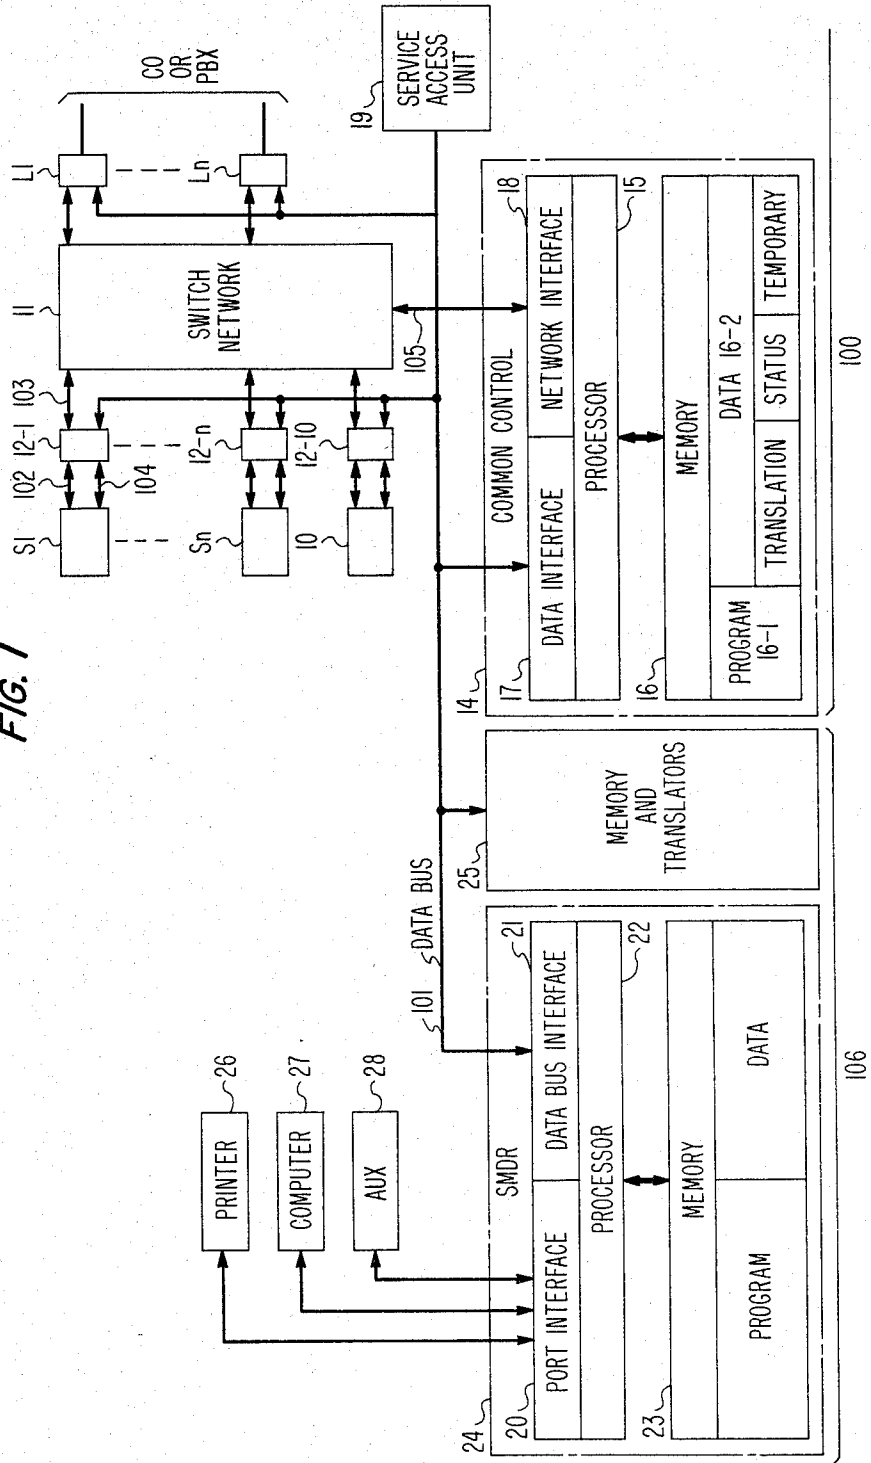 FIG. 1
S1
102
12-1
103
11
L1
104
CO
OR
PBX
SWITCH
NETWORK
Sn
12-n
Ln
10
12-10
105
19
SERVICE
ACCESS
UNIT
PRINTER
26
COMPUTER
27
AUX
28
101
DATA BUS
24
SMDR
20
PORT INTERFACE
DATA BUS INTERFACE
21
PROCESSOR
22
23
MEMORY
PROGRAM
DATA
106
25
MEMORY
AND
TRANSLATORS
14
COMMON CONTROL
17
DATA INTERFACE
NETWORK INTERFACE
18
PROCESSOR
15
16
MEMORY
PROGRAM
16-1
DATA 16-2
TRANSLATION
STATUS
TEMPORARY
100